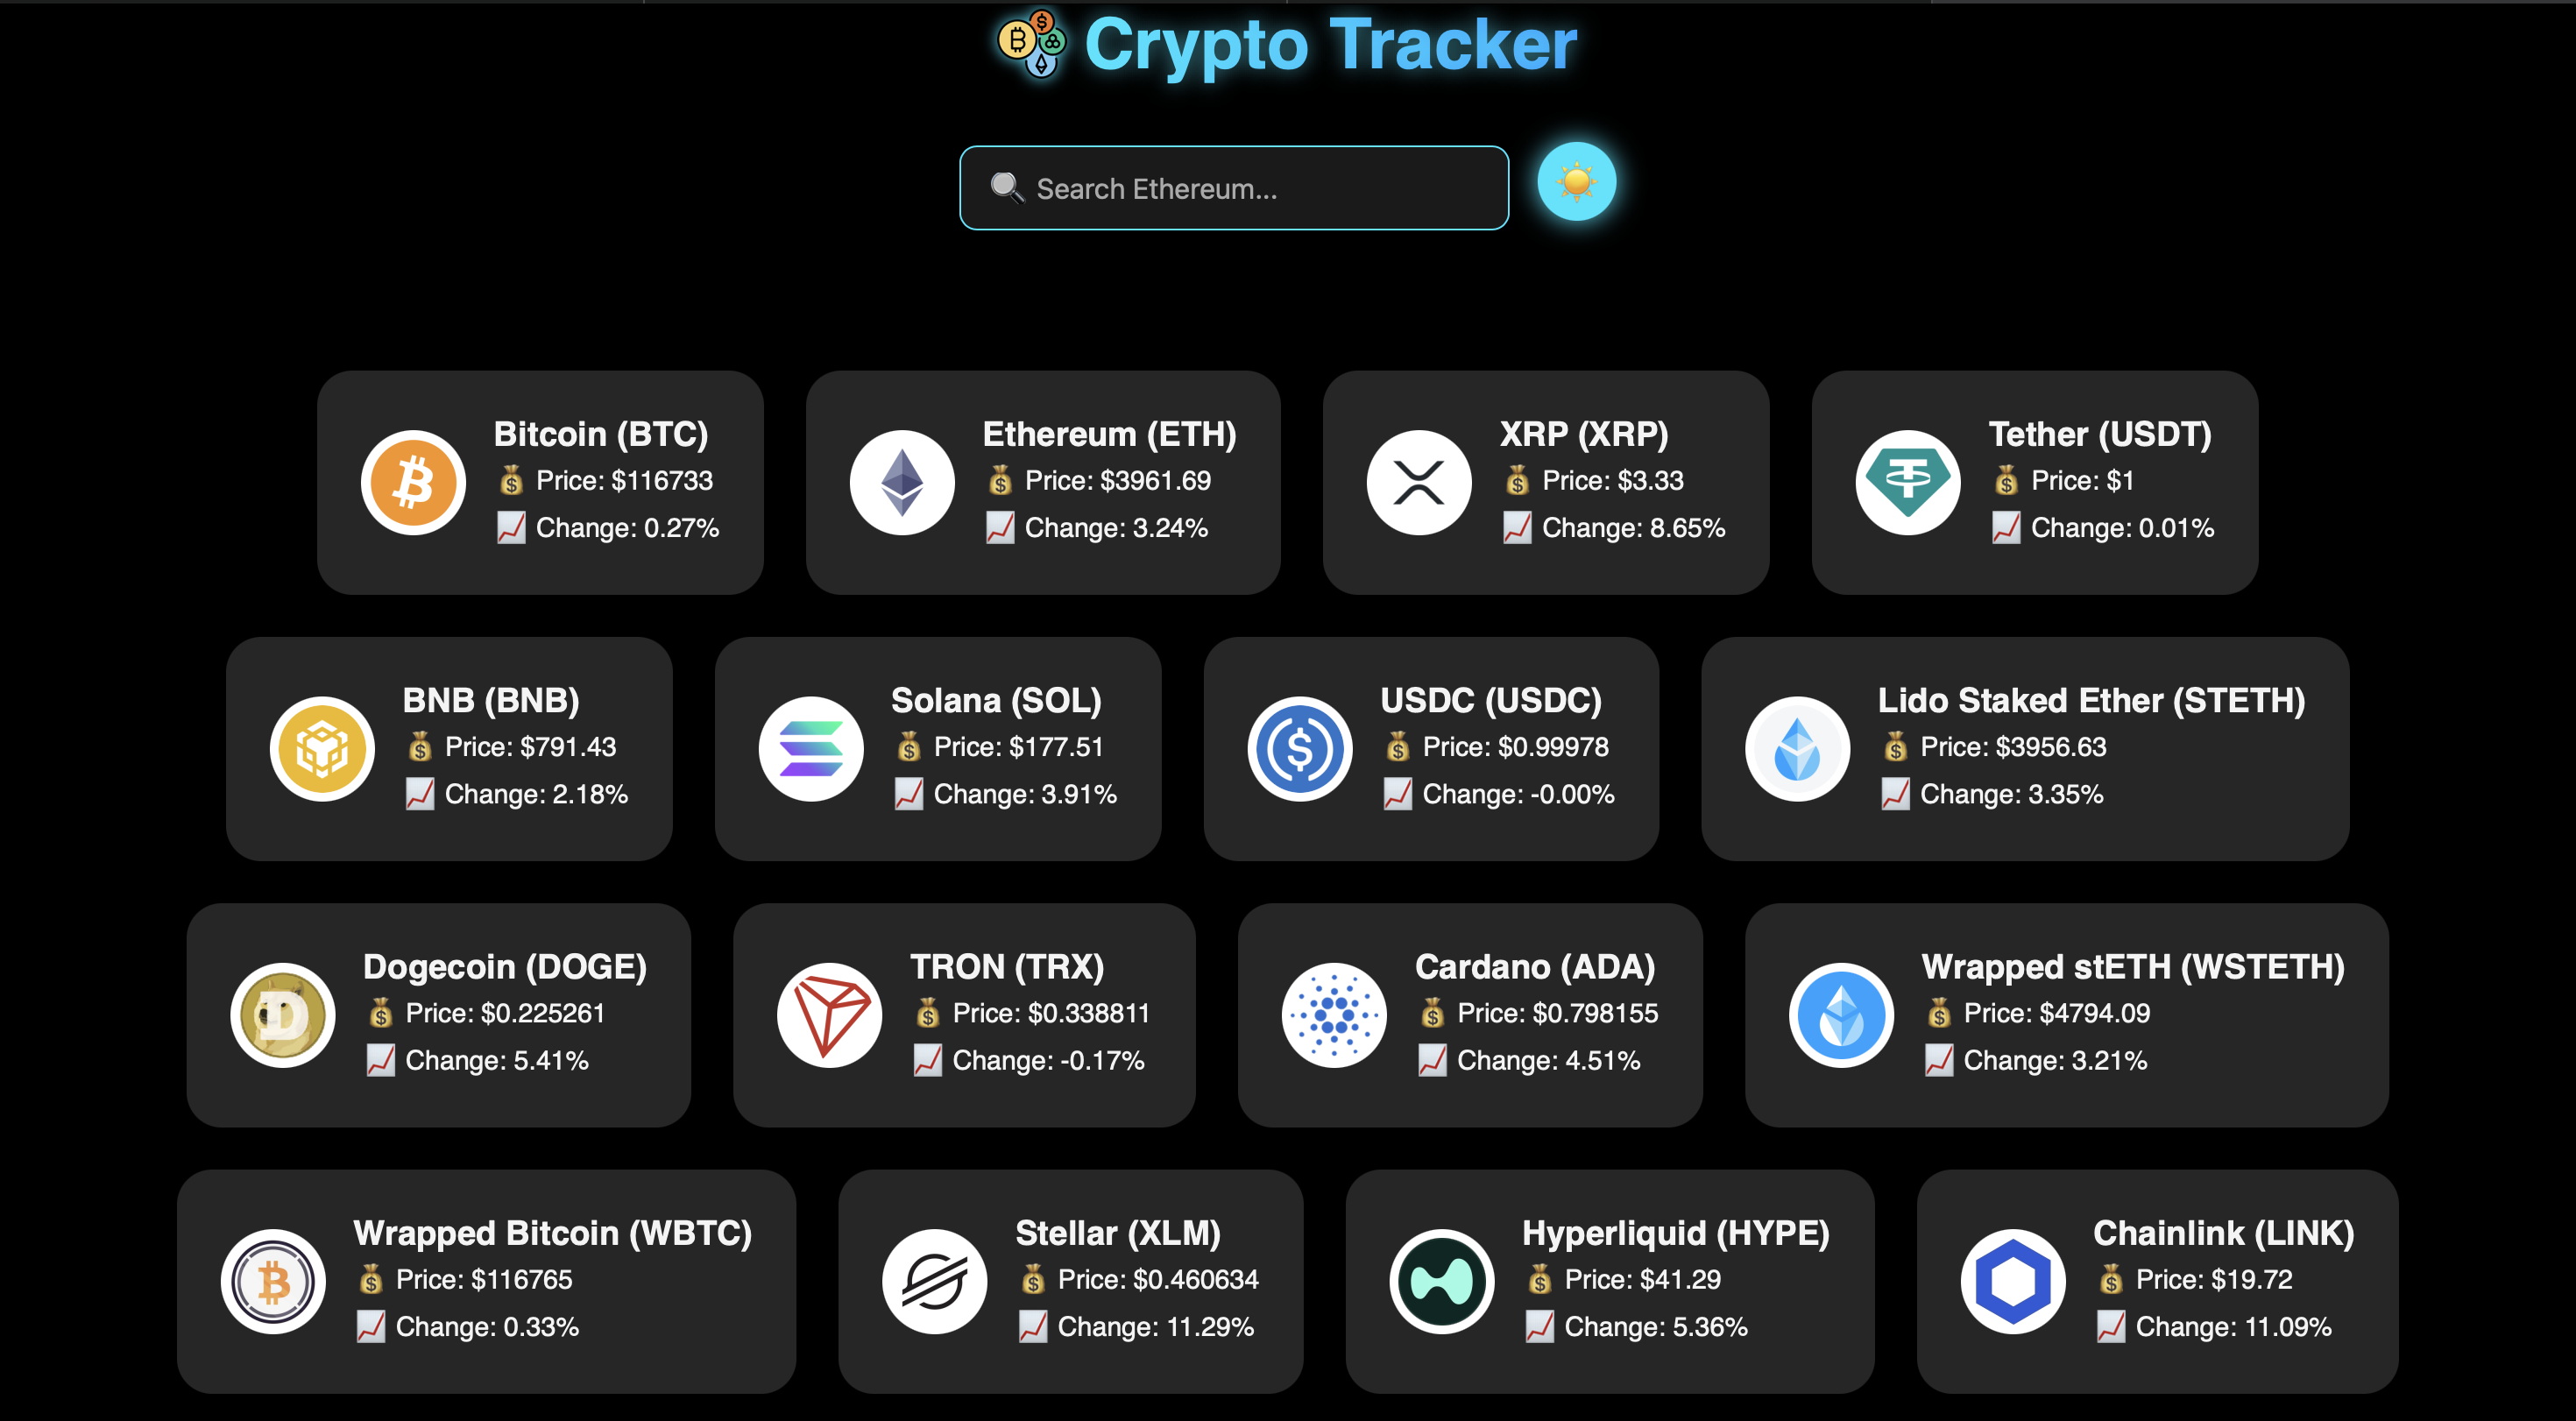 Crypto Tracker
🔍 Search Ethereum...
Bitcoin (BTC)
💰 Price: $116733
📈 Change: 0.27%
Ethereum (ETH)
💰 Price: $3961.69
📈 Change: 3.24%
XRP (XRP)
💰 Price: $3.33
📈 Change: 8.65%
Tether (USDT)
💰 Price: $1
📈 Change: 0.01%
BNB (BNB)
💰 Price: $791.43
📈 Change: 2.18%
Solana (SOL)
💰 Price: $177.51
📈 Change: 3.91%
USDC (USDC)
💰 Price: $0.99978
📈 Change: -0.00%
Lido Staked Ether (STETH)
💰 Price: $3956.63
📈 Change: 3.35%
Dogecoin (DOGE)
💰 Price: $0.225261
📈 Change: 5.41%
TRON (TRX)
💰 Price: $0.338811
📈 Change: -0.17%
Cardano (ADA)
💰 Price: $0.798155
📈 Change: 4.51%
Wrapped stETH (WSTETH)
💰 Price: $4794.09
📈 Change: 3.21%
Wrapped Bitcoin (WBTC)
💰 Price: $116765
📈 Change: 0.33%
Stellar (XLM)
💰 Price: $0.460634
📈 Change: 11.29%
Hyperliquid (HYPE)
💰 Price: $41.29
📈 Change: 5.36%
Chainlink (LINK)
💰 Price: $19.72
📈 Change: 11.09%